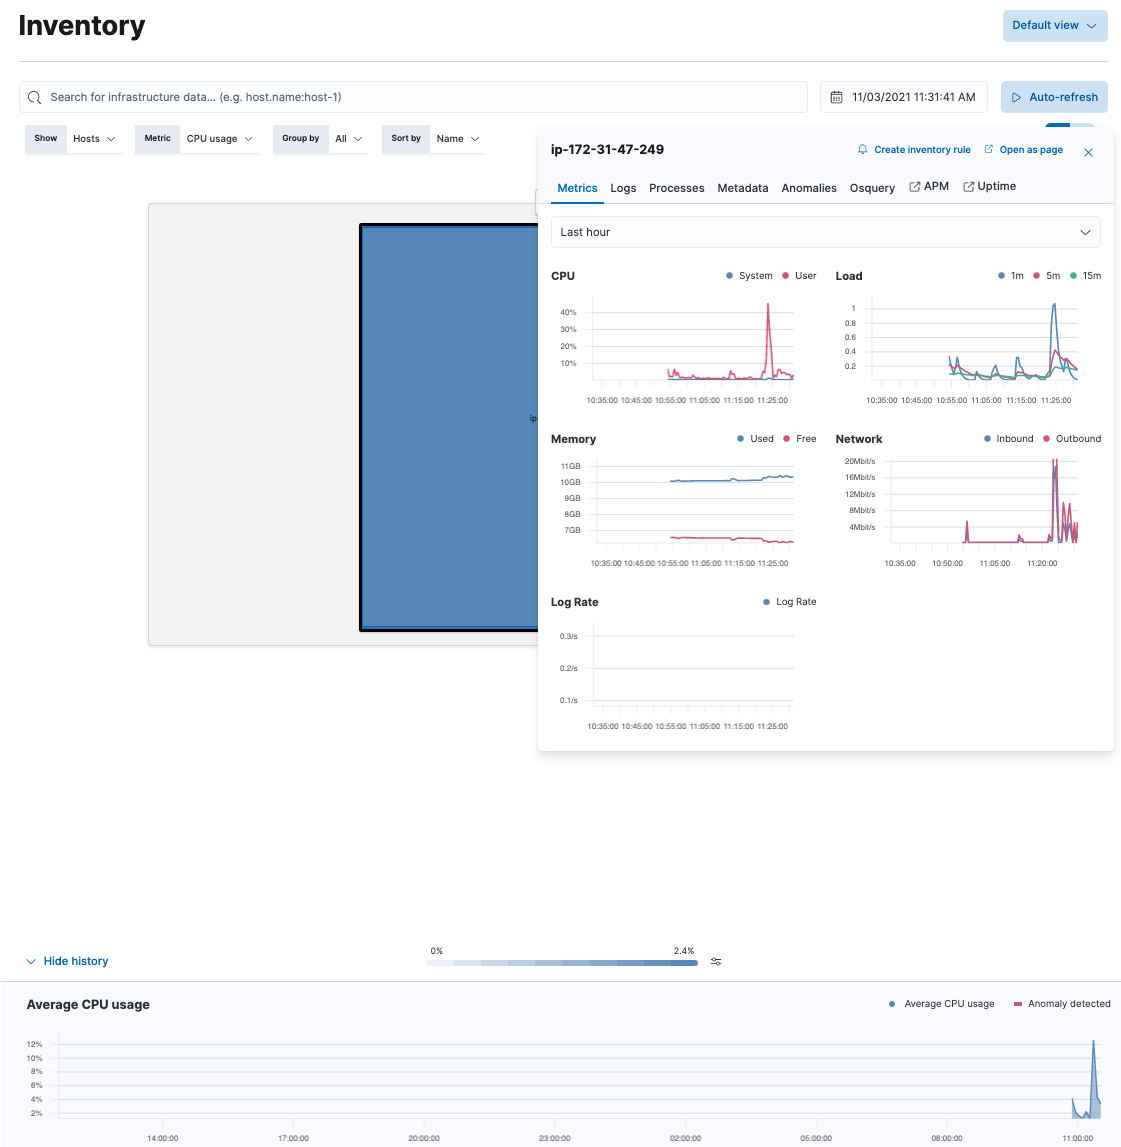 Inventory
Default view
Search for infrastructure data... (e.g. host.name:host-1)
11/03/2021 11:31:41 AM
Auto-refresh
Show Hosts Metric CPU usage Group by All Sort by Name
ip-172-31-47-249
Create inventory rule
Open as page
Metrics Logs Processes Metadata Anomalies Osquery APM Uptime
Last hour
CPU
System User
40%
30%
20%
10%
10:35:00 10:45:00 10:55:00 11:05:00 11:15:00 11:25:00
Load
1m 5m 15m
1
0.8
0.6
0.4
0.2
10:35:00 10:45:00 10:55:00 11:05:00 11:15:00 11:25:00
ip
Memory
Used Free
11GB
10GB
9GB
8GB
7GB
10:35:00 10:45:00 10:55:00 11:05:00 11:15:00 11:25:00
Network
Inbound Outbound
20Mbit/s
16Mbit/s
12Mbit/s
8Mbit/s
4Mbit/s
10:35:00 10:50:00 11:05:00 11:20:00
Log Rate
Log Rate
0.3/s
0.2/s
0.1/s
10:35:00 10:45:00 10:55:00 11:05:00 11:15:00 11:25:00
Hide history
0% 2.4%
Average CPU usage
Average CPU usage Anomaly detected
12%
10%
8%
6%
4%
2%
14:00:00 17:00:00 20:00:00 23:00:00 02:00:00 05:00:00 08:00:00 11:00:00